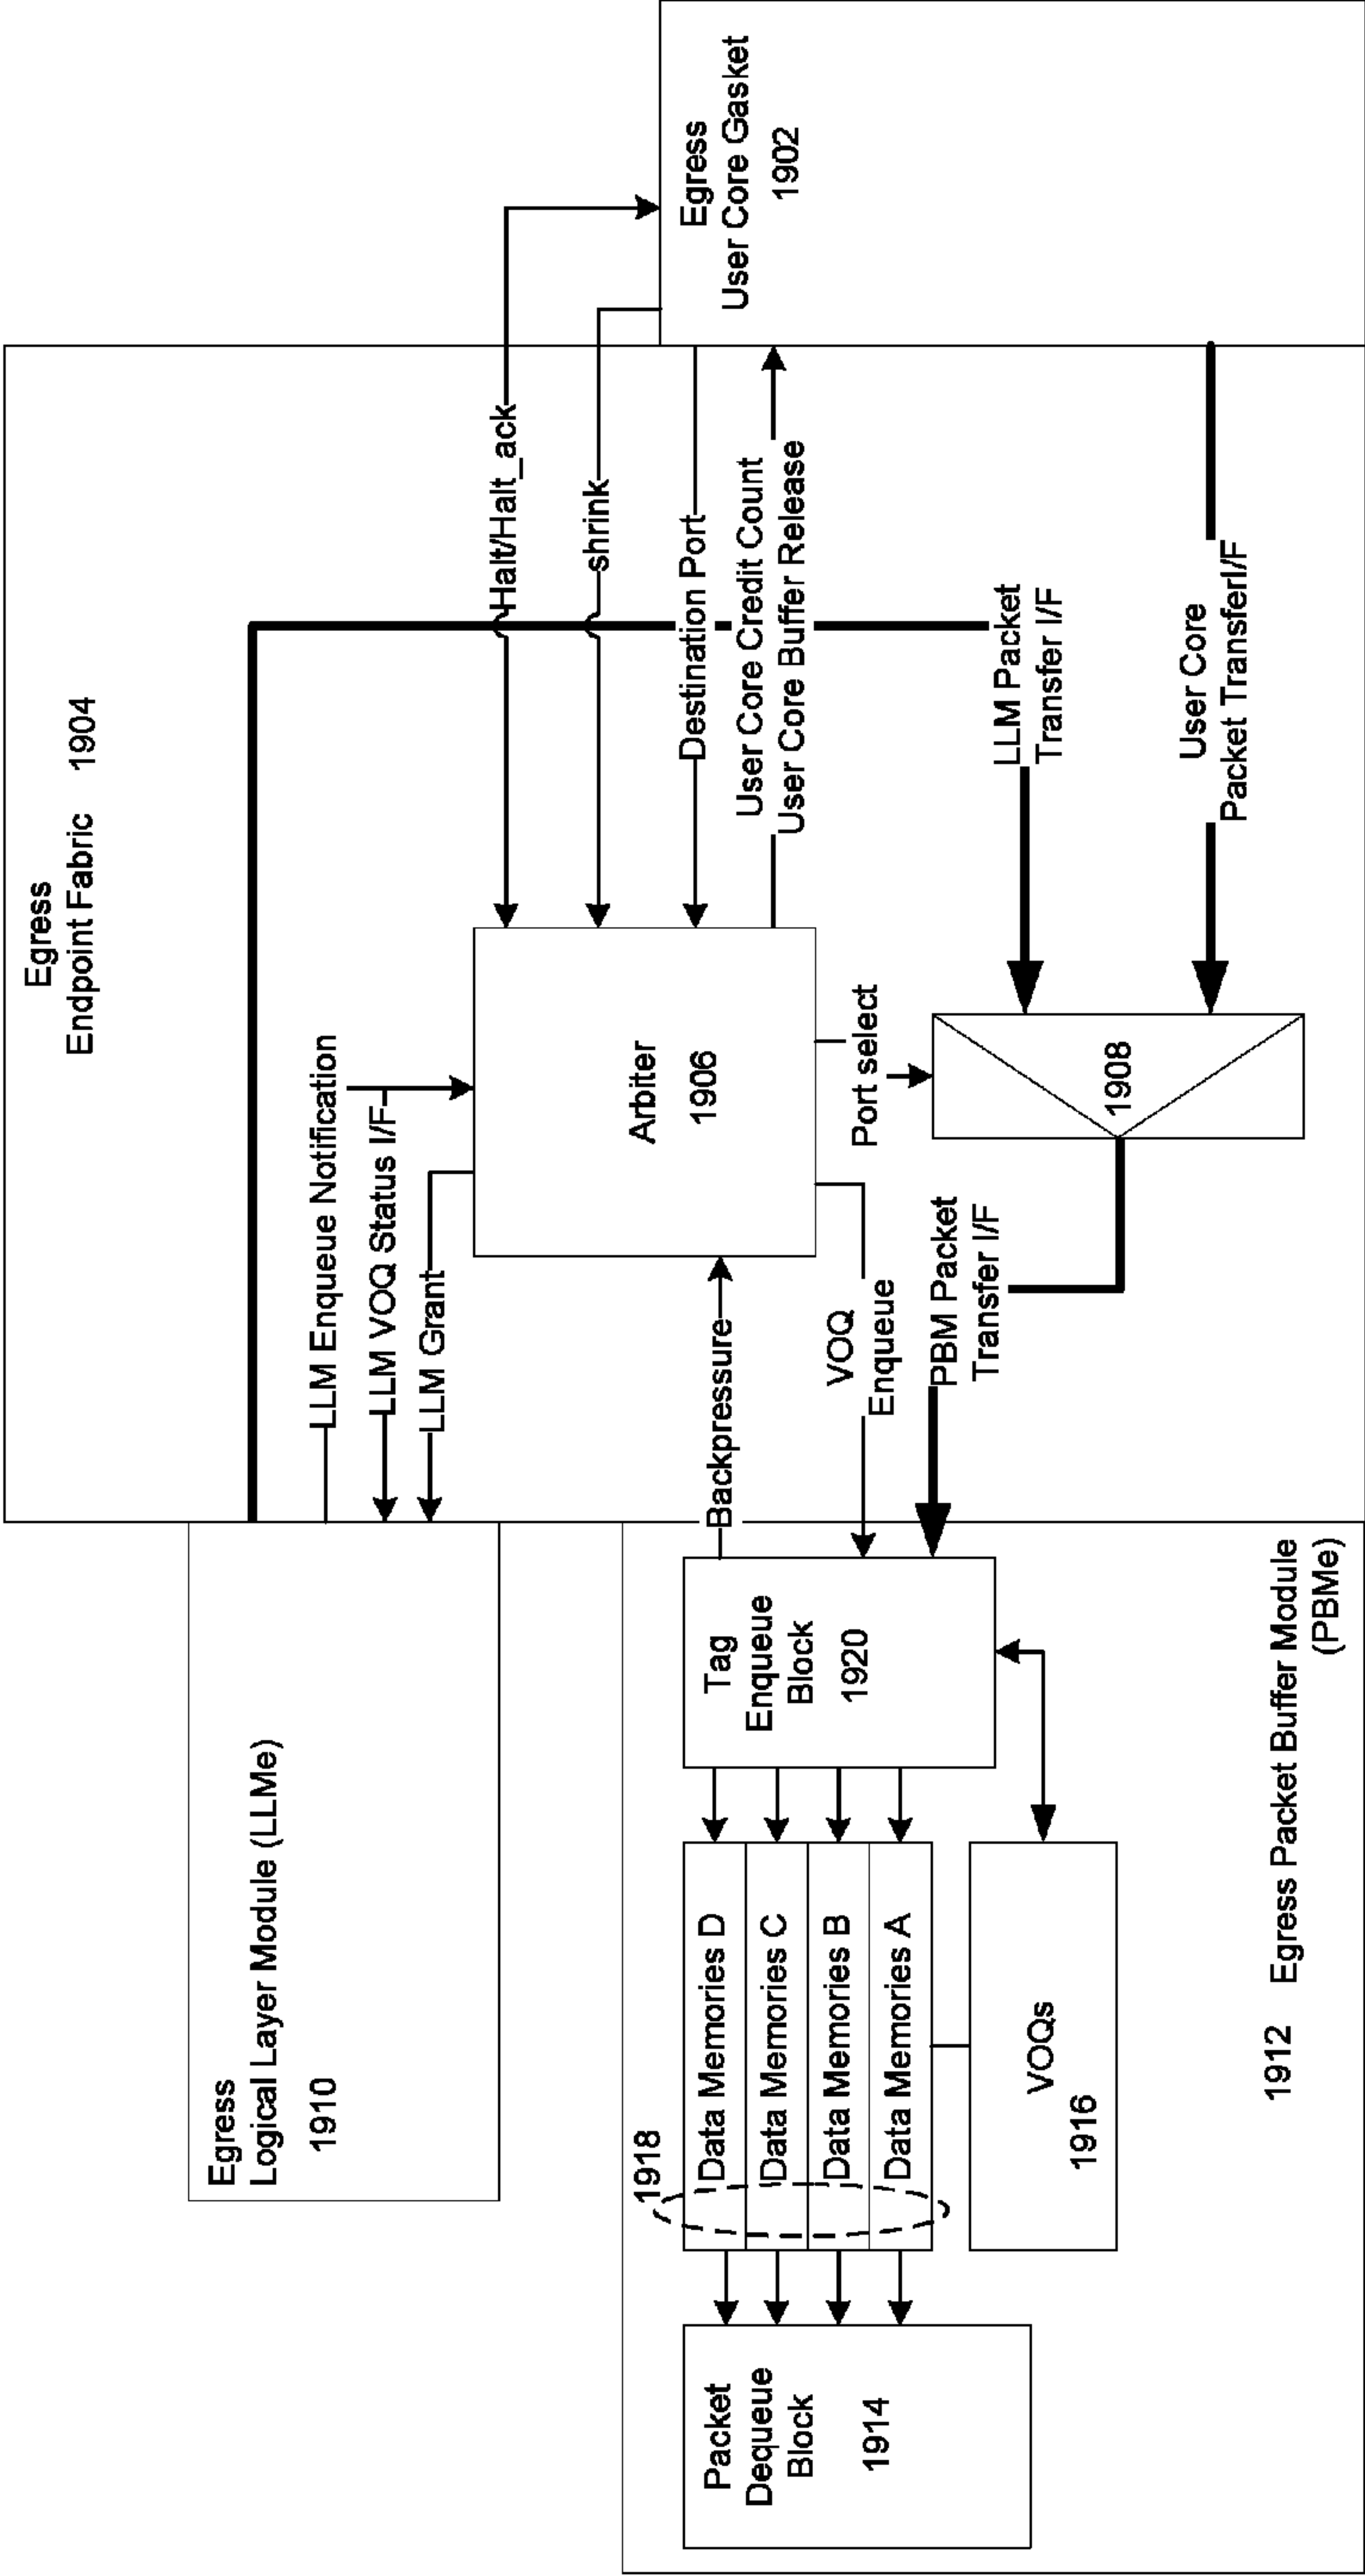 Egress
Logical Layer Module (LLMe)
1910
Egress
Endpoint Fabric 1904
LLM Enqueue Notification
LLM VOQ Status I/F
LLM Grant
Halt/Halt_ack
shrink
Destination Port
User Core Credit Count
User Core Buffer Release
Egress
User Core Gasket
1902
Arbiter
1906
Backpressure
VOQ
Enqueue
Port select
PBM Packet
Transfer I/F
1908
LLM Packet
Transfer I/F
User Core
Packet TransferI/F
1918
Packet
Dequeue
Block
1914
Data Memories D
Data Memories C
Data Memories B
Data Memories A
Tag
Enqueue
Block
1920
VOQs
1916
1912 Egress Packet Buffer Module
(PBMe)